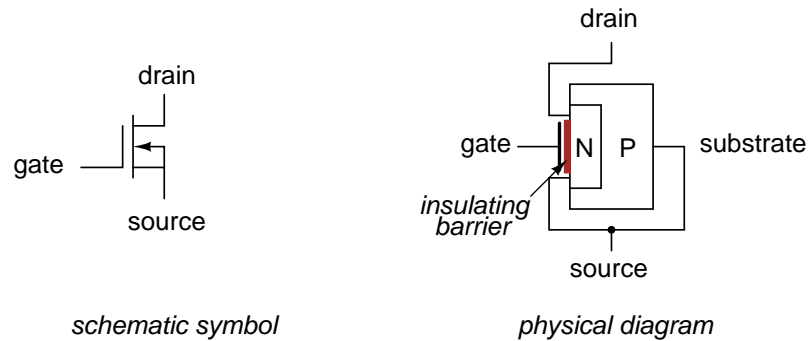 drain
gate
source
schematic symbol
drain
gate
N
P
substrate
insulating
barrier
source
physical diagram